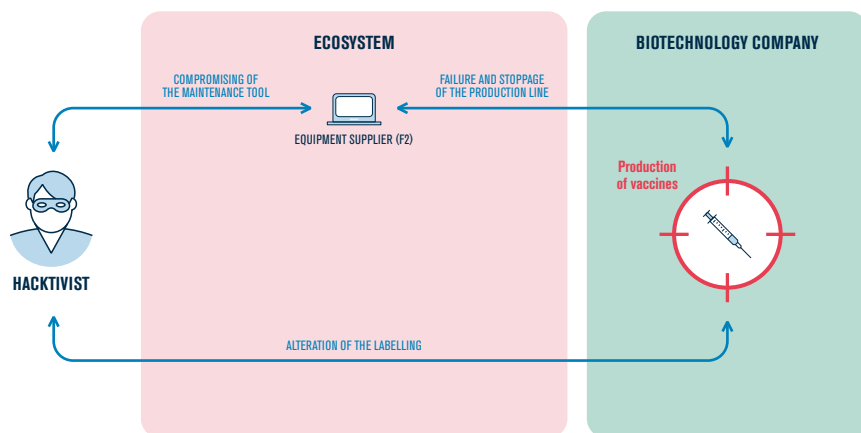 ECOSYSTEM
BIOTECHNOLOGY COMPANY
COMPROMISING OF
THE MAINTENANCE TOOL
FAILURE AND STOPPAGE
OF THE PRODUCTION LINE
EQUIPMENT SUPPLIER (F2)
Production
of vaccines
HACKTIVIST
ALTERATION OF THE LABELLING